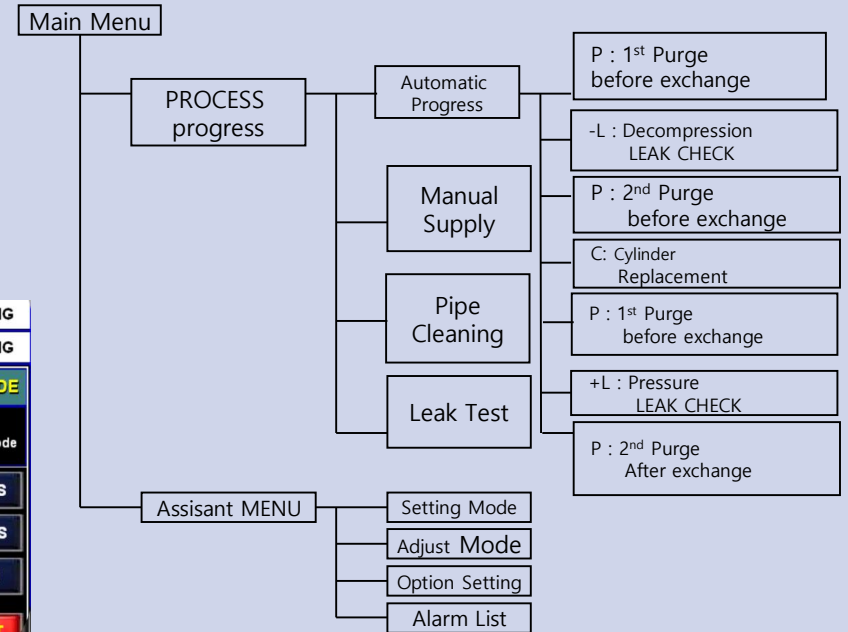 Main Menu
PROCESS
progress
Automatic
Progress
P : 1st Purge
before exchange
-L : Decompression
LEAK CHECK
P : 2nd Purge
before exchange
C: Cylinder
Replacement
P : 1st Purge
before exchange
+L : Pressure
LEAK CHECK
P : 2nd Purge
After exchange
Manual
Supply
Pipe
Cleaning
Leak Test
Assisant MENU
Setting Mode
Adjust Mode
Option Setting
Alarm List